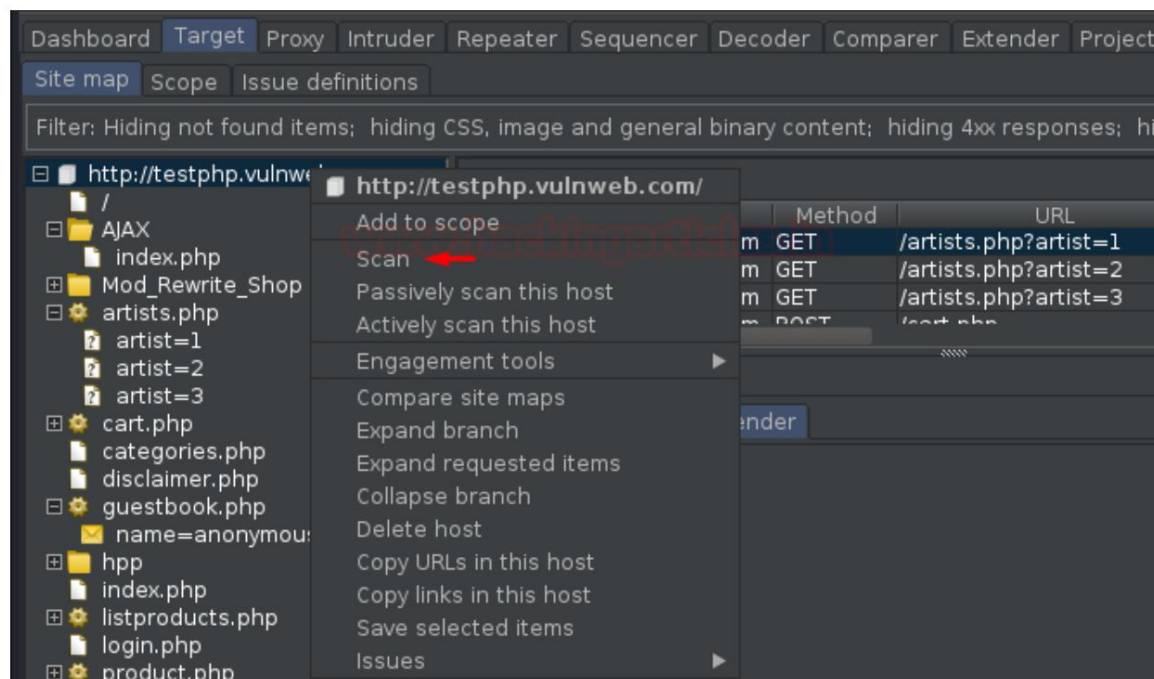 Dashboard Target Proxy Intruder Repeater Sequencer Decoder Comparer Extender Project
Site map Scope Issue definitions
Filter: Hiding not found items; hiding CSS, image and general binary content; hiding 4xx responses; hi
http://testphp.vulnwe
/
AJAX
index.php
Mod_Rewrite_Shop
artists.php
artist=1
artist=2
artist=3
cart.php
categories.php
disclaimer.php
guestbook.php
name=anonymou
hpp
index.php
listproducts.php
login.php
product.php
http://testphp.vulnweb.com/
Add to scope
Scan
Passively scan this host
Actively scan this host
Engagement tools
Compare site maps
Expand branch
Expand requested items
Collapse branch
Delete host
Copy URLs in this host
Copy links in this host
Save selected items
Issues
Method URL
m GET /artists.php?artist=1
m GET /artists.php?artist=2
m GET /artists.php?artist=3
m POST /cart.php
ender